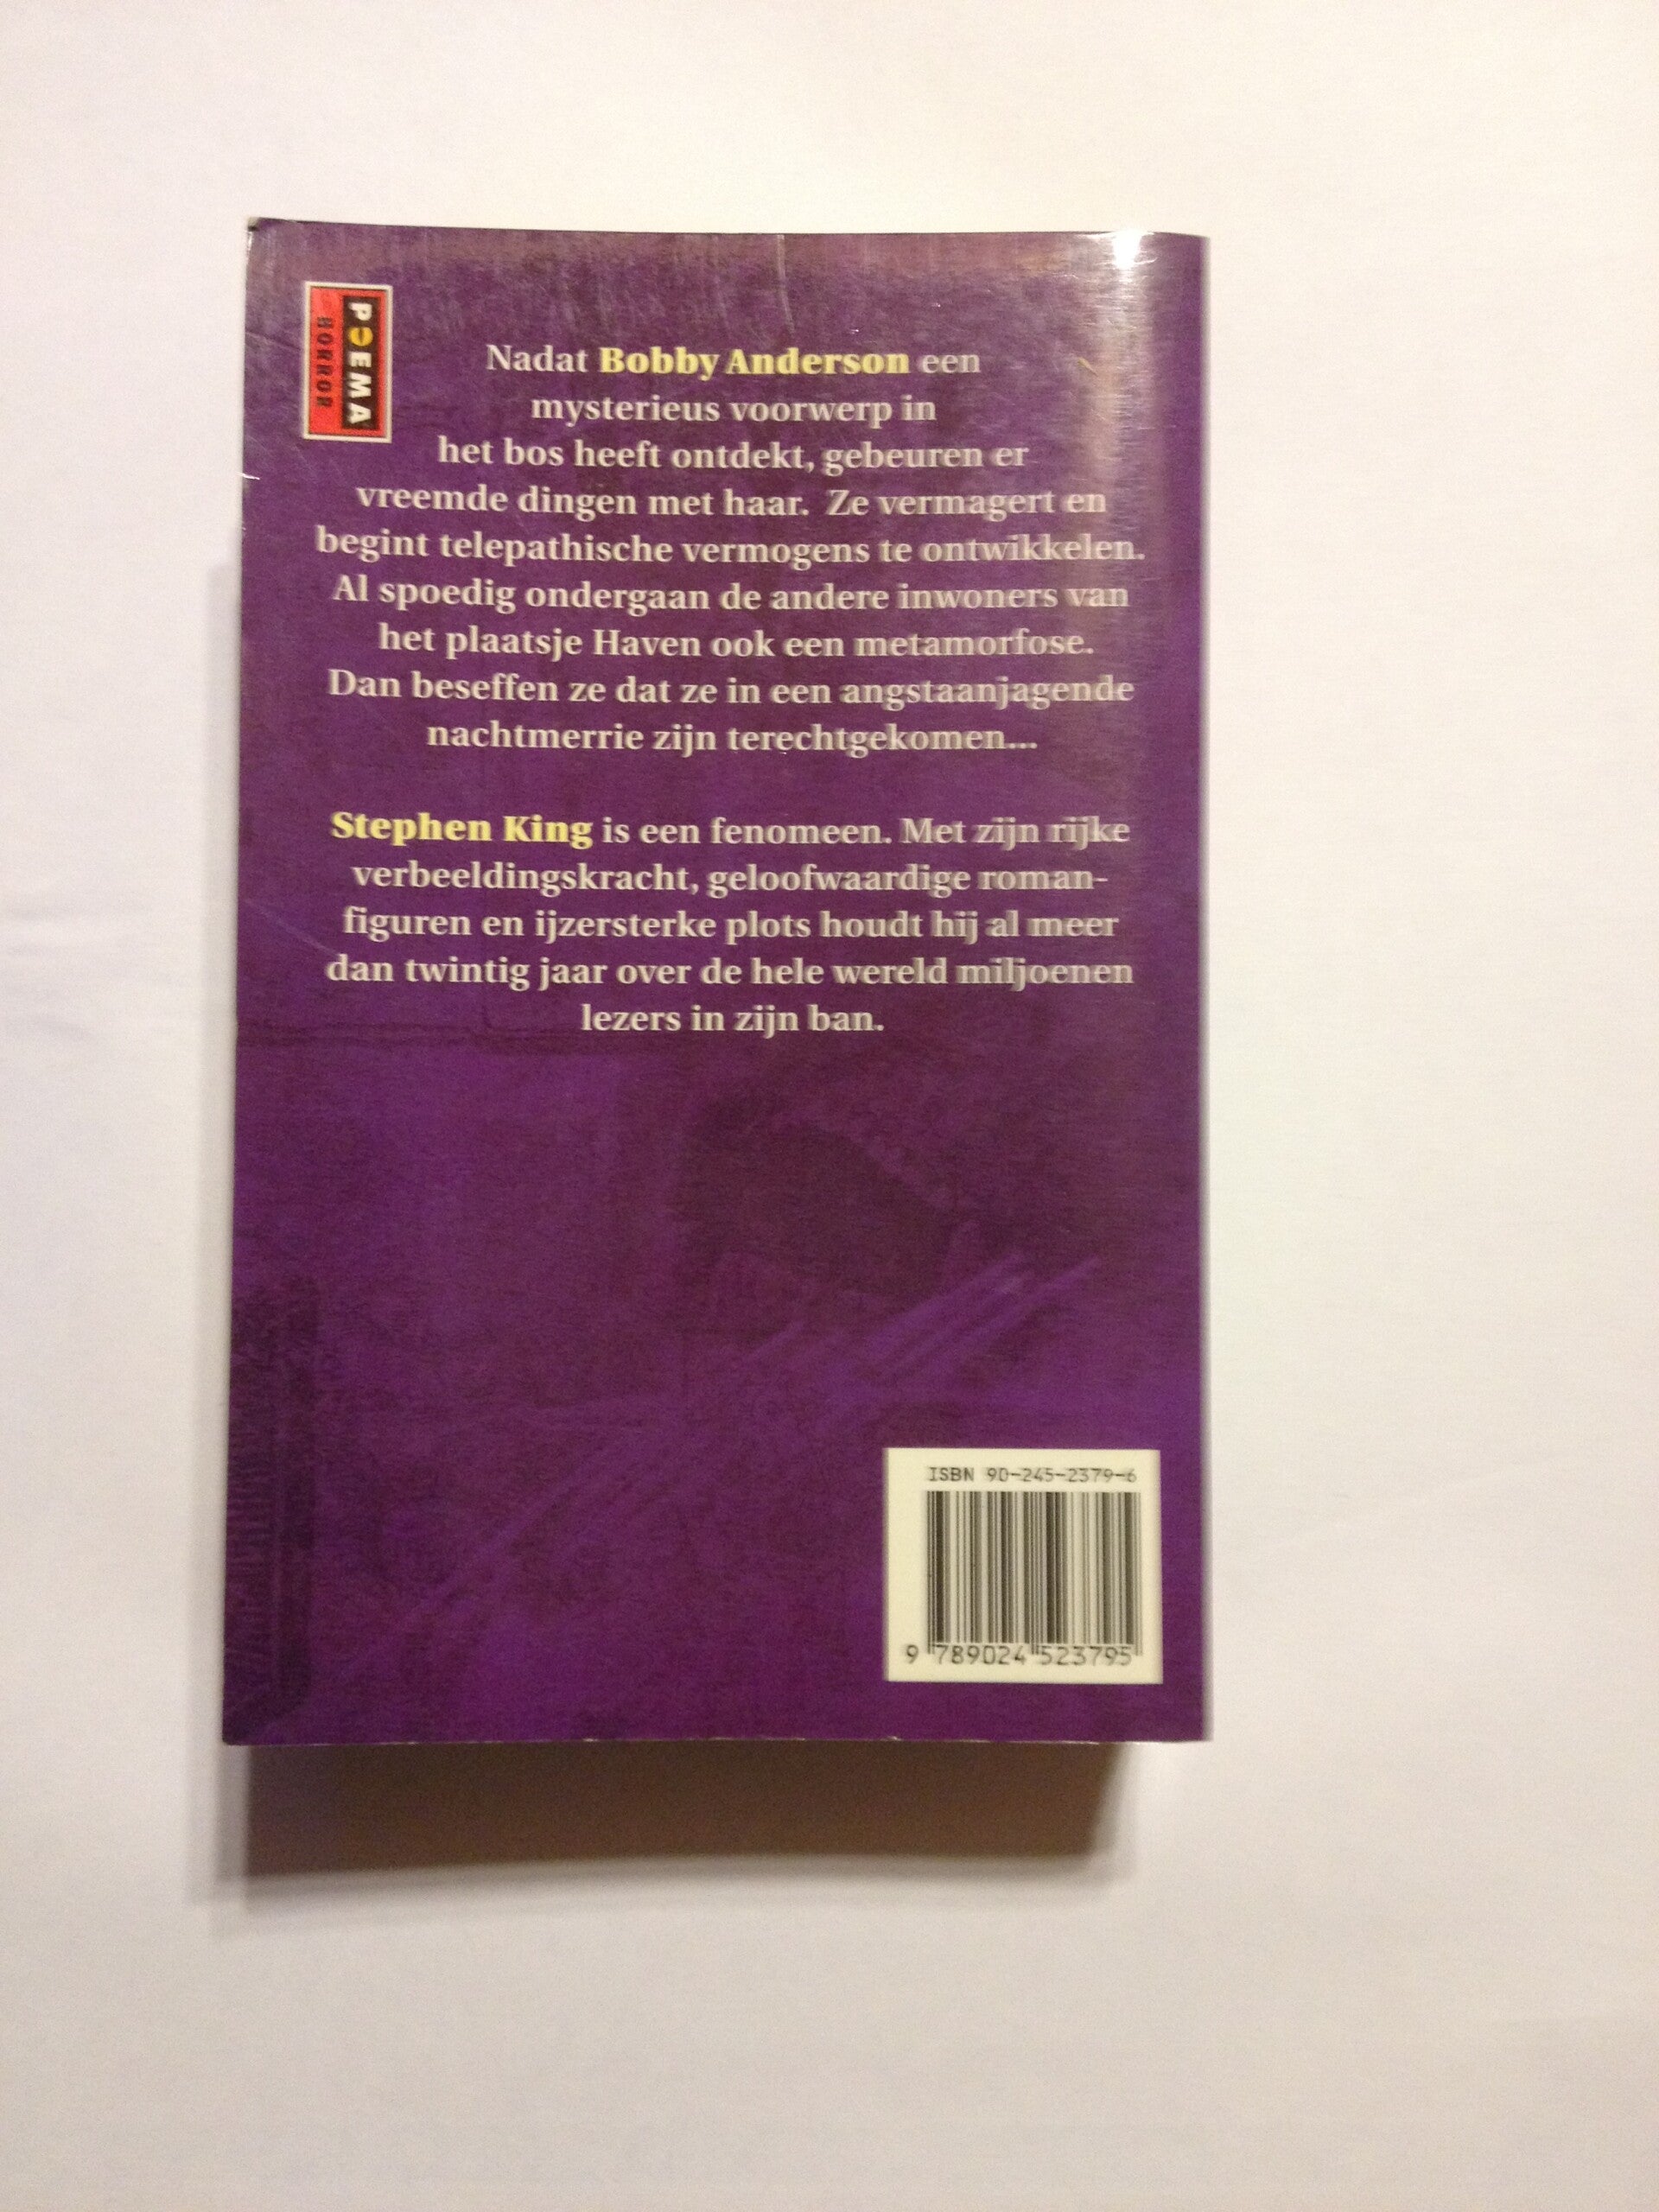 POEMA
HORROR
Nadat Bobby Anderson een
mysterieus voorwerp in
het bos heeft ontdekt, gebeuren er
vreemde dingen met haar. Ze vermagert en
begint telepathische vermogens te ontwikkelen.
Al spoedig ondergaan de andere inwoners van
het plaatsje Haven ook een metamorfose.
Dan beseffen ze dat ze in een angstaanjagende
nachtmerrie zijn terechtgekomen...
Stephen King is een fenomeen. Met zijn rijke
verbeeldingskracht, geloofwaardige roman-
figuren en ijzersterke plots houdt hij al meer
dan twintig jaar over de hele wereld miljoenen
lezers in zijn ban.
ISBN 90-245-2379-6
9 789024 523795